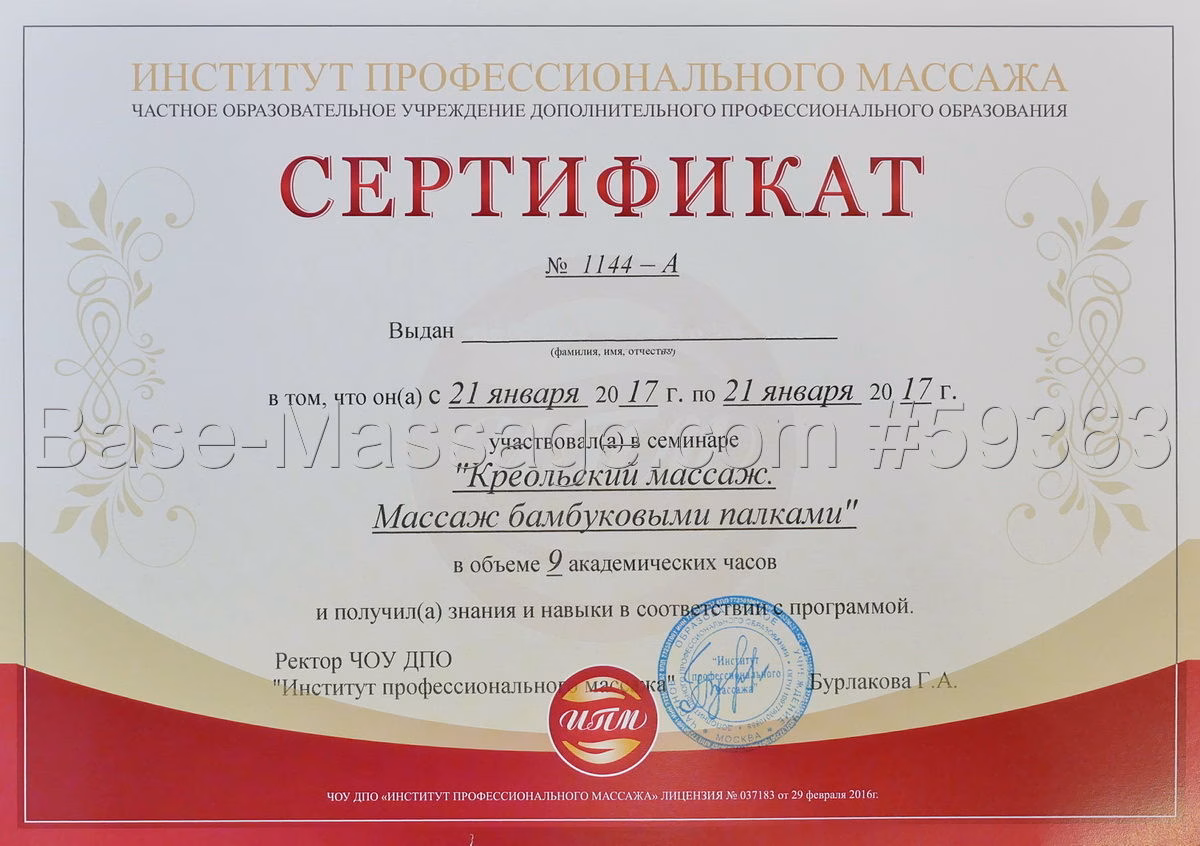 ИНСТИТУТ ПРОФЕССИОНАЛЬНОГО МАССАЖА
ЧАСТНОЕ ОБРАЗОВАТЕЛЬНОЕ УЧРЕЖДЕНИЕ ДОПОЛНИТЕЛЬНОГО ПРОФЕССИОНАЛЬНОГО ОБРАЗОВАНИЯ
СЕРТИФИКАТ
№ 1144 – А
Выдан
(фамилия, имя, отчество)
в том, что он(а) с 21 января 20 17 г. по 21 января 20 17 г.
Base-Massage.com #59363
участвовал(а) в семинаре
"Креольский массаж.
Массаж бамбуковыми палками"
в объеме 9 академических часов
и получил(а) знания и навыки в соответствии с программой.
Ректор ЧОУ ДПО
"Институт профессионального массажа" Бурлакова Г.А.
"Институт
профессионального
массажа"
МОСКВА
ИПМ
ЧОУ ДПО «ИНСТИТУТ ПРОФЕССИОНАЛЬНОГО МАССАЖА» ЛИЦЕНЗИЯ № 037183 от 29 февраля 2016г.